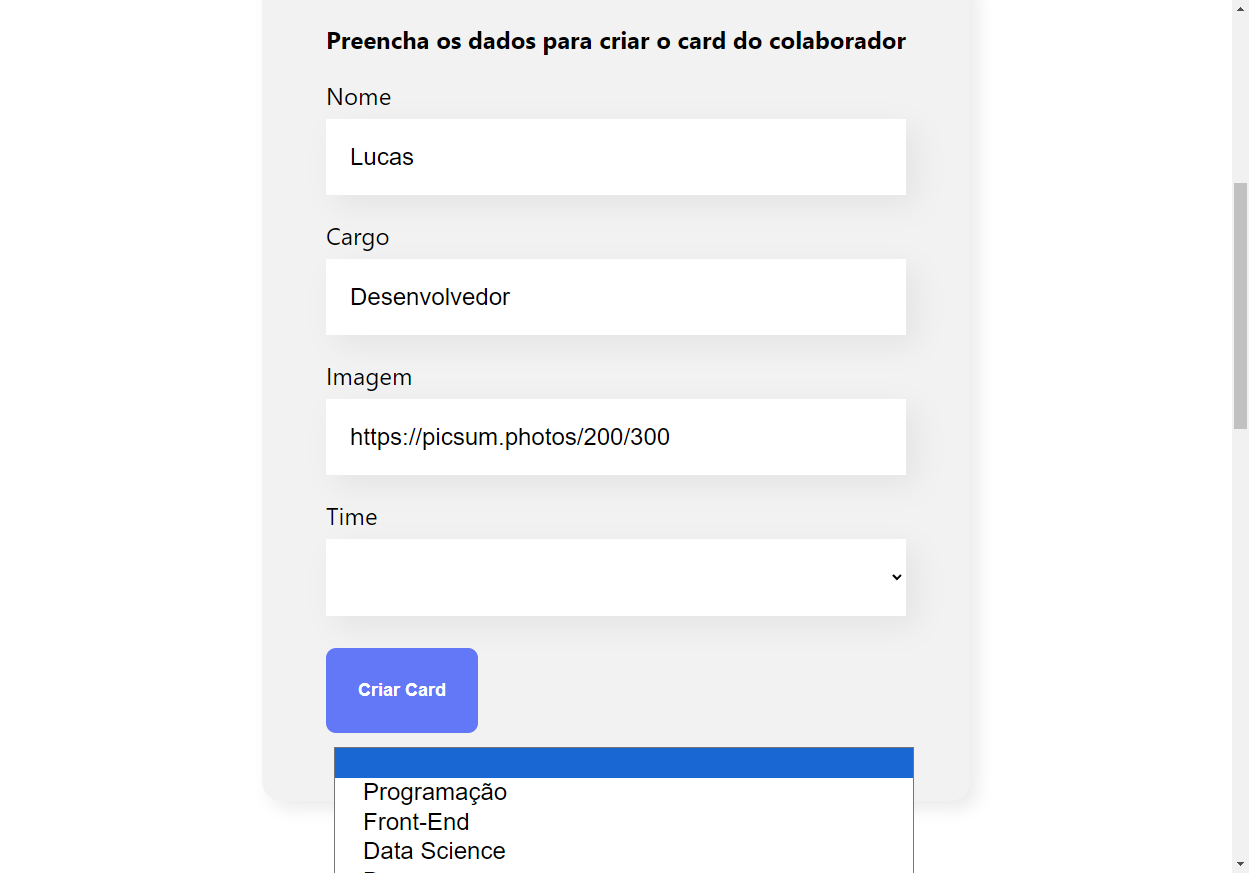 Preencha os dados para criar o card do colaborador
Nome
Lucas
Cargo
Desenvolvedor
Imagem
https://picsum.photos/200/300
Time
Criar Card
Programação
Front-End
Data Science